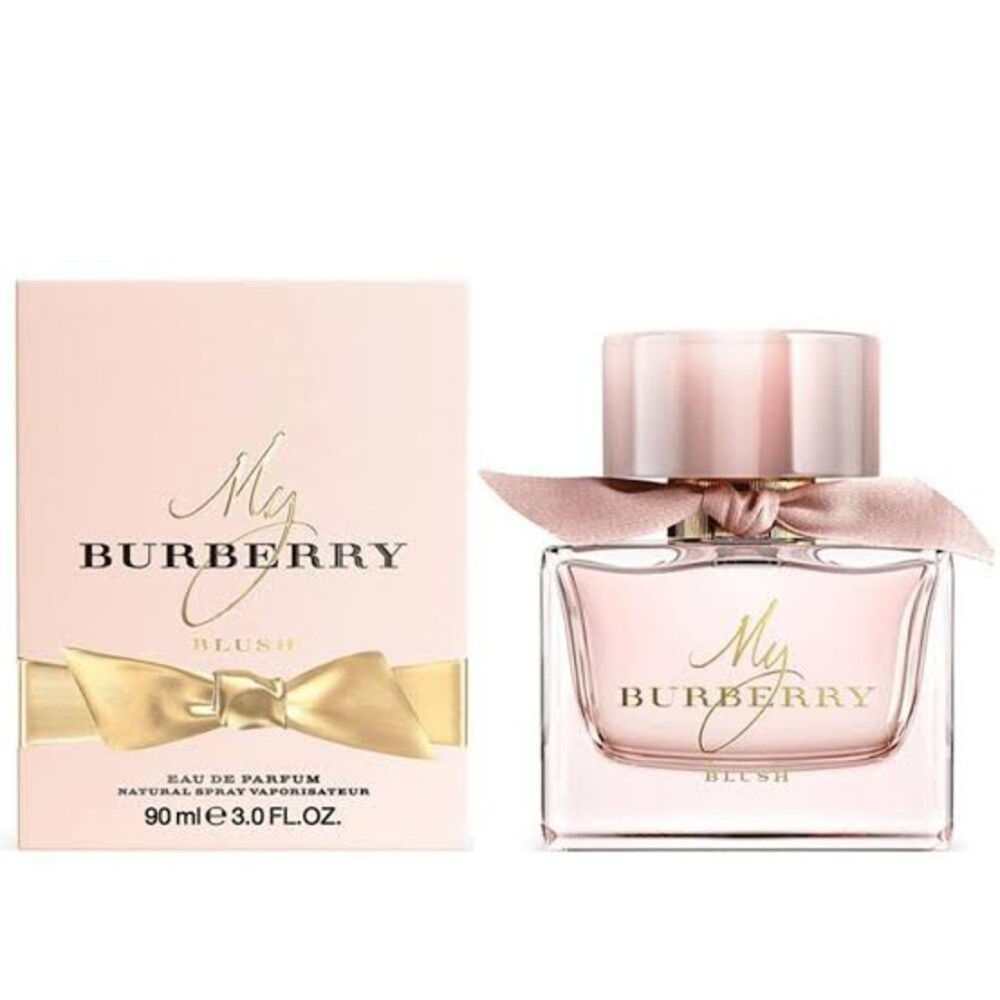 My
BURBERRY
BLUSH
EAU DE PARFUM
NATURAL SPRAY VAPORISATEUR
90 ml e 3.0 FL.OZ.
My
BURBERRY
BLUSH